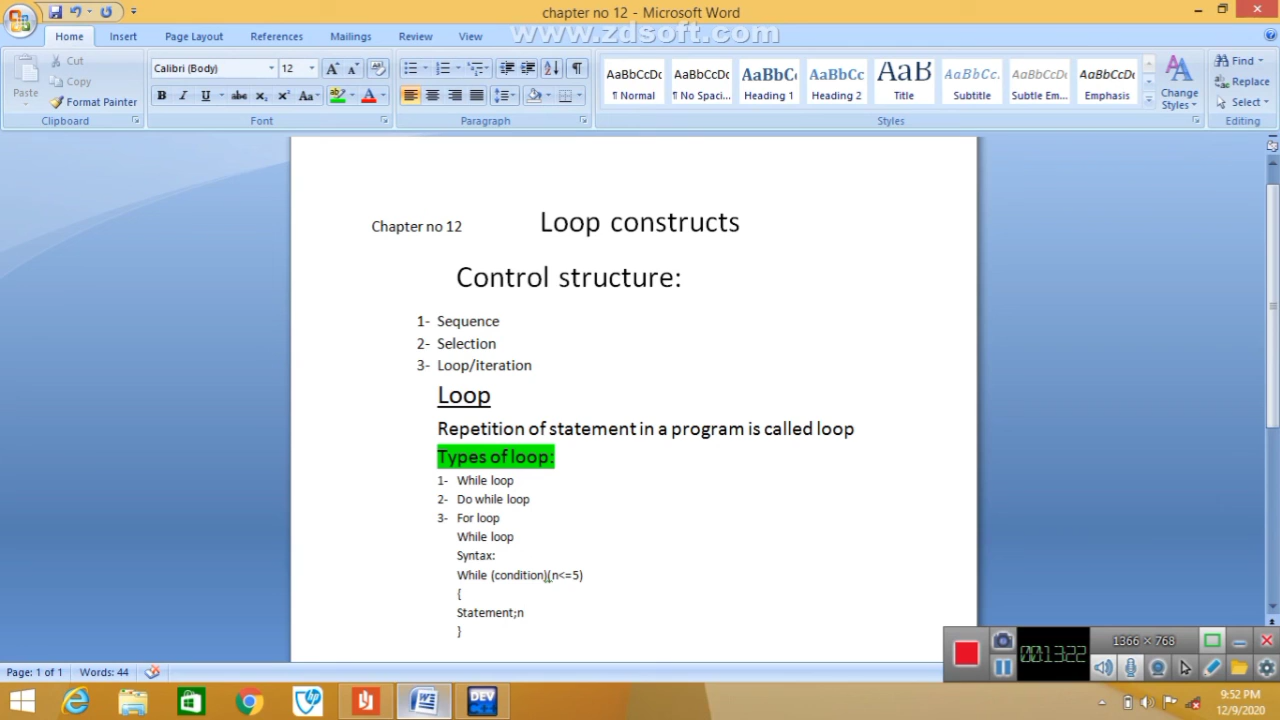 chapter no 12 - Microsoft Word
www.zdsoft.com
Home Insert Page Layout References Mailings Review View
Paste
Cut
Copy
Format Painter
Clipboard
Calibri (Body) 12
Font
Paragraph
AaBbCcDc AaBbCcDc AaBbC AaBbCc AaB AaBbCc. AaBbCcDc AaBbCcDc
¶ Normal ¶ No Spaci... Heading 1 Heading 2 Title Subtitle Subtle Em... Emphasis
Change
Styles
Styles
Find
Replace
Select
Editing
Chapter no 12 Loop constructs
Control structure:
1- Sequence
2- Selection
3- Loop/iteration
Loop
Repetition of statement in a program is called loop
Types of loop:
1- While loop
2- Do while loop
3- For loop
While loop
Syntax:
While (condition)(n<=5)
{
Statement;n
}
00:13:22
1366 × 768
Page: 1 of 1 Words: 44
DEV
9:52 PM
12/9/2020